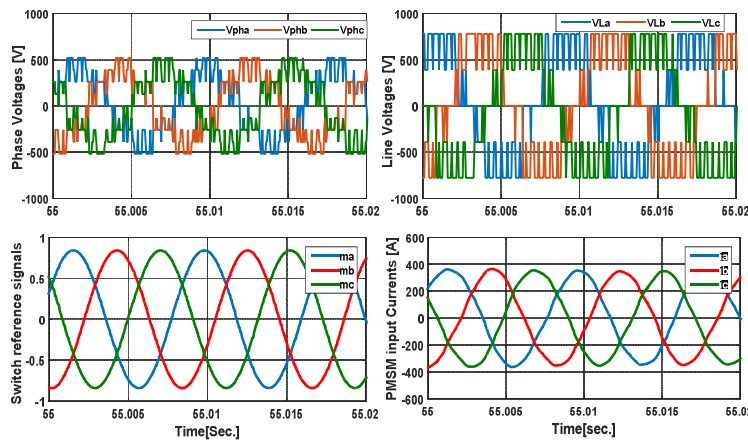 1000
500
0
-500
-1000
Phase Voltages [V]
Vpha Vphb Vphc
55 55.005 55.01 55.015 55.02
1000
500
0
-500
-1000
Line Voltages [V]
VLa VLb VLc
55 55.005 55.01 55.015 55.02
1
0.5
0
-0.5
-1
Switch reference signals
ma
mb
mc
55 55.005 55.01 55.015 55.02
Time[Sec.]
600
400
200
0
-200
-400
-600
PMSM input Currents [A]
55 55.005 55.01 55.015 55.02
Time[Sec.]